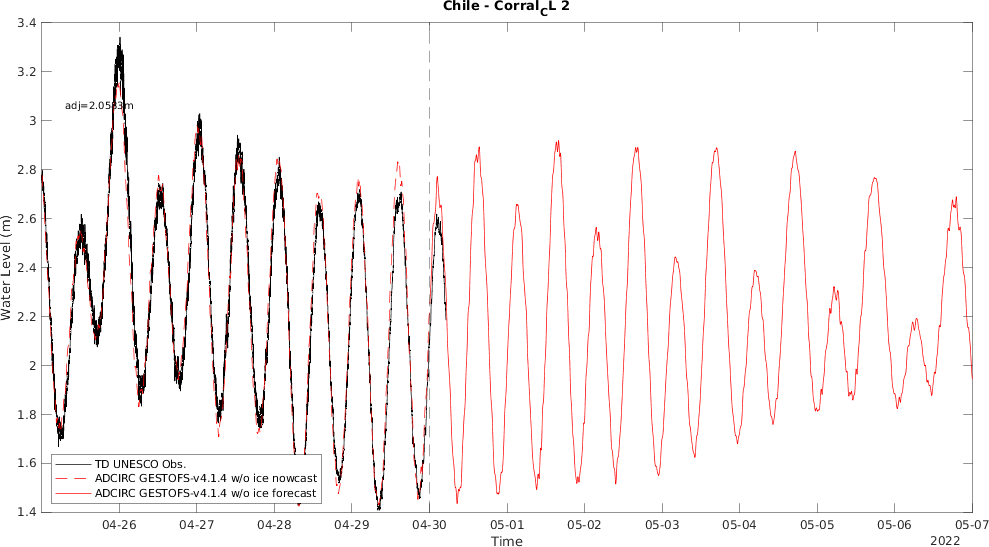 Chile - Corral_CL 2
3.4
3.2
3
2.8
2.6
2.4
2.2
2
1.8
1.6
1.4
Water Level (m)
adj=2.0583m
TD UNESCO Obs.
ADCIRC GESTOFS-v4.1.4 w/o ice nowcast
ADCIRC GESTOFS-v4.1.4 w/o ice forecast
04-26 04-27 04-28 04-29 04-30 05-01 05-02 05-03 05-04 05-05 05-06 05-07
Time
2022